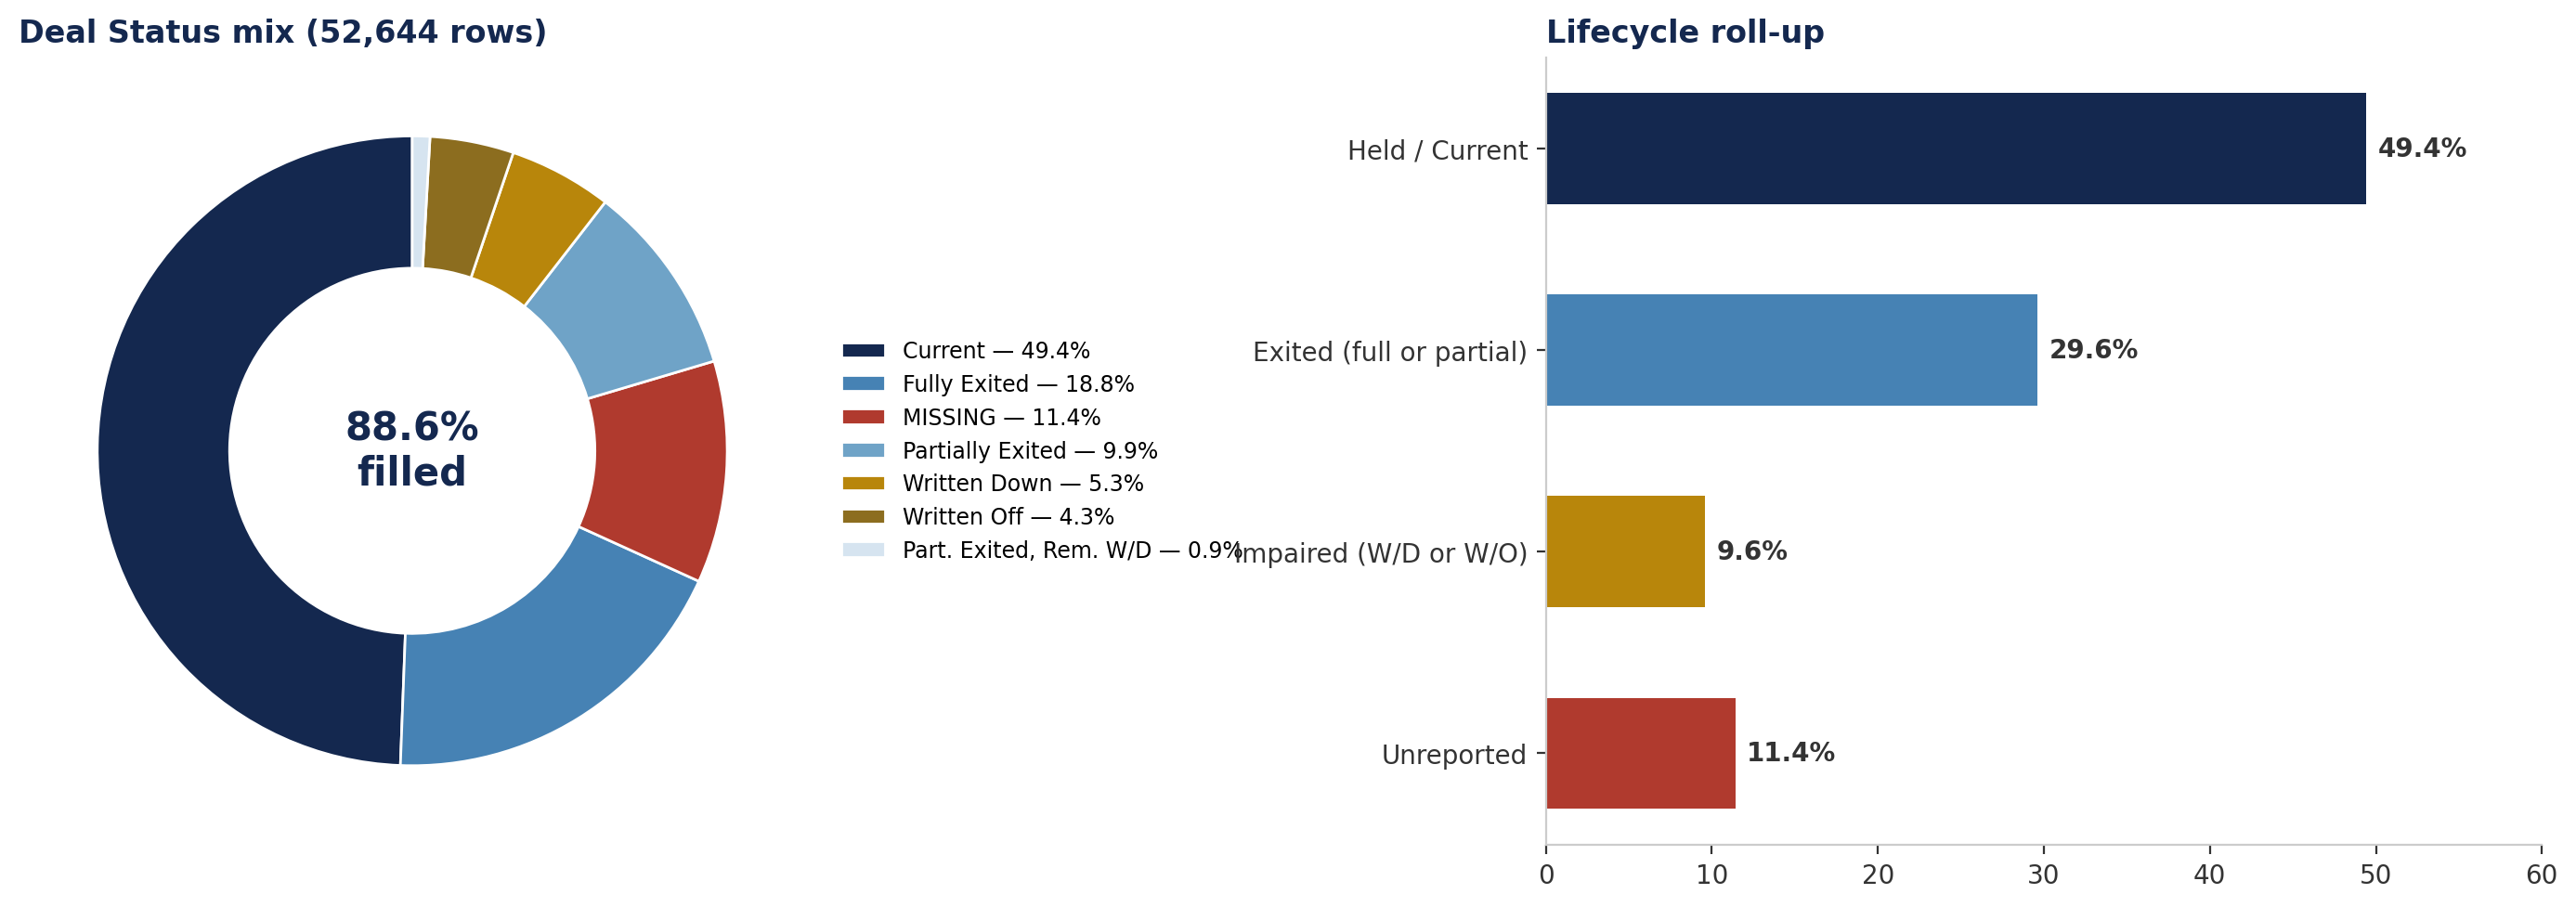 Deal Status mix (52,644 rows)
88.6%
filled
Current — 49.4%
Fully Exited — 18.8%
MISSING — 11.4%
Partially Exited — 9.9%
Written Down — 5.3%
Written Off — 4.3%
Part. Exited, Rem. W/D — 0.9%
Lifecycle roll-up
Held / Current
49.4%
Exited (full or partial)
29.6%
Impaired (W/D or W/O)
9.6%
Unreported
11.4%
0 10 20 30 40 50 60